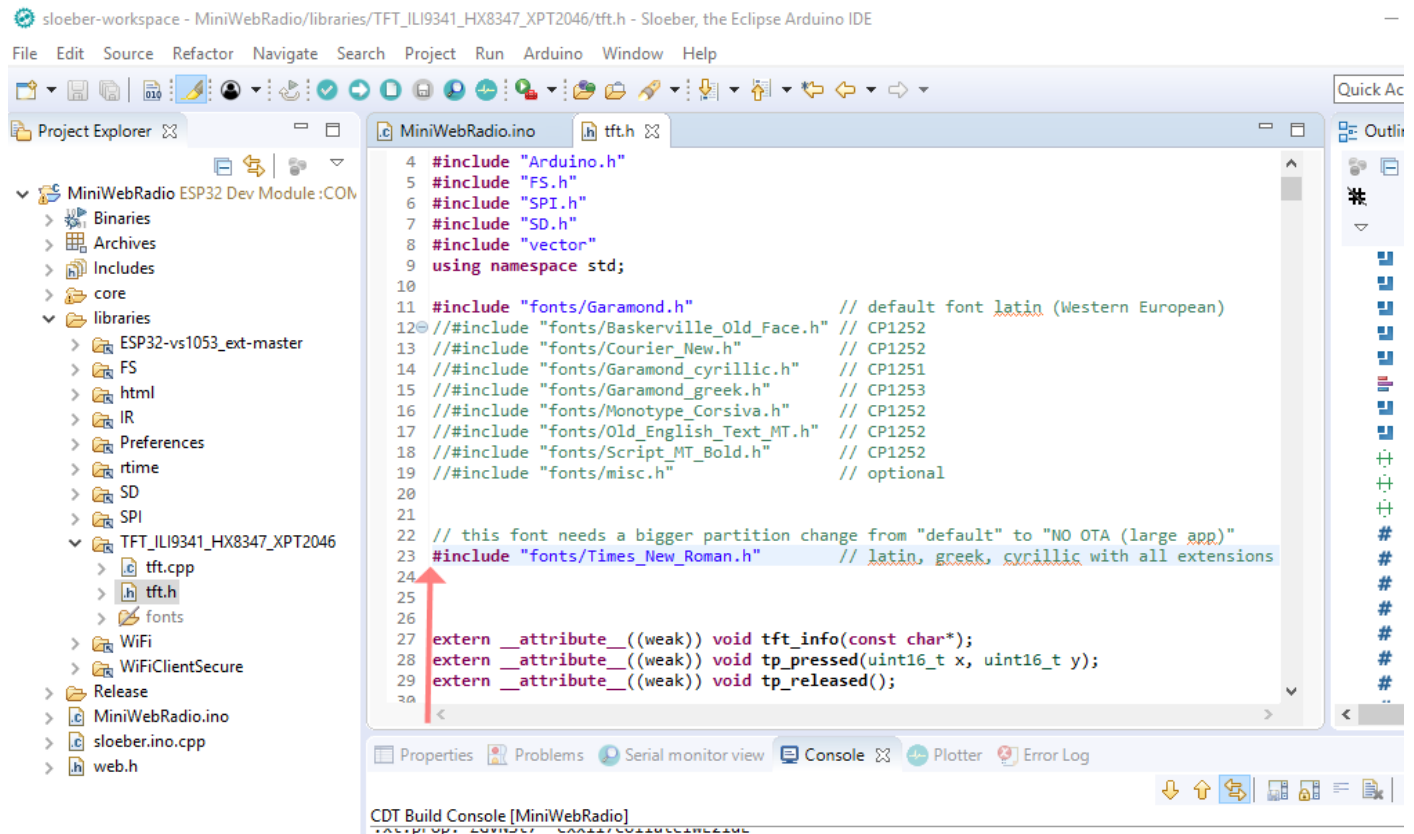 sloeber-workspace - MiniWebRadio/libraries/TFT_ILI9341_HX8347_XPT2046/tft.h - Sloeber, the Eclipse Arduino IDE
File Edit Source Refactor Navigate Search Project Run Arduino Window Help
010
Quick Ac
Project Explorer
MiniWebRadio ESP32 Dev Module :COM
Binaries
Archives
Includes
core
libraries
ESP32-vs1053_ext-master
FS
html
IR
Preferences
rtime
SD
SPI
TFT_ILI9341_HX8347_XPT2046
tft.cpp
tft.h
fonts
WiFi
WiFiClientSecure
Release
MiniWebRadio.ino
sloeber.ino.cpp
web.h
MiniWebRadio.ino tft.h
4 #include "Arduino.h"
5 #include "FS.h"
6 #include "SPI.h"
7 #include "SD.h"
8 #include "vector"
9 using namespace std;
10
11 #include "fonts/Garamond.h" // default font latin (Western European)
12 //#include "fonts/Baskerville_Old_Face.h" // CP1252
13 //#include "fonts/Courier_New.h" // CP1252
14 //#include "fonts/Garamond_cyrillic.h" // CP1251
15 //#include "fonts/Garamond_greek.h" // CP1253
16 //#include "fonts/Monotype_Corsiva.h" // CP1252
17 //#include "fonts/Old_English_Text_MT.h" // CP1252
18 //#include "fonts/Script_MT_Bold.h" // CP1252
19 //#include "fonts/misc.h" // optional
20
21
22 // this font needs a bigger partition change from "default" to "NO OTA (large app)"
23 #include "fonts/Times_New_Roman.h" // latin, greek, cyrillic with all extensions
24
25
26
27 extern __attribute__((weak)) void tft_info(const char*);
28 extern __attribute__((weak)) void tp_pressed(uint16_t x, uint16_t y);
29 extern __attribute__((weak)) void tp_released();
30
Outli
Properties Problems Serial monitor view Console Plotter Error Log
CDT Build Console [MiniWebRadio]